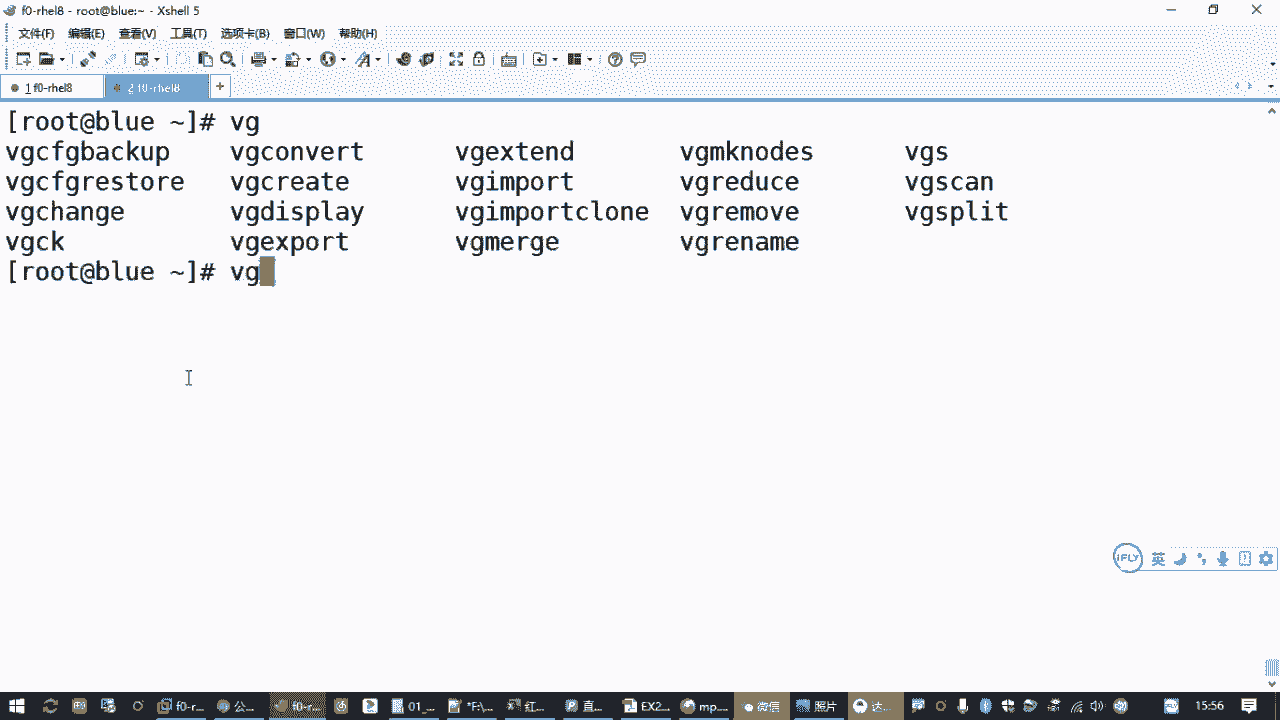 f0-rhel8 - root@blue:~ - Xshell 5
文件(F) 编辑(E) 查看(V) 工具(T) 选项卡(B) 窗口(W) 帮助(H)
1 f0-rhel8 2 f0-rhel8 +
[root@blue ~]# vg
vgcfgbackup vgconvert vgextend vgmknodes vgs
vgcfgrestore vgcreate vgimport vgreduce vgscan
vgchange vgdisplay vgimportclone vgremove vgsplit
vgck vgexport vgmerge vgrename
[root@blue ~]# vg
iFLY 英
f0-r... 公... f0-r... 01_... *F:\... 红... 直... EX2... mp... 微信 照片 达... 15:56